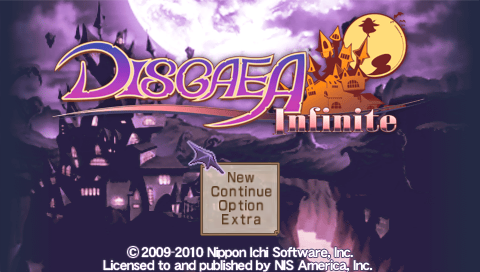 DISGAEA
Infinite
New
Continue
Option
Extra
© 2009-2010 Nippon Ichi Software, Inc.
Licensed to and published by NIS America, Inc.